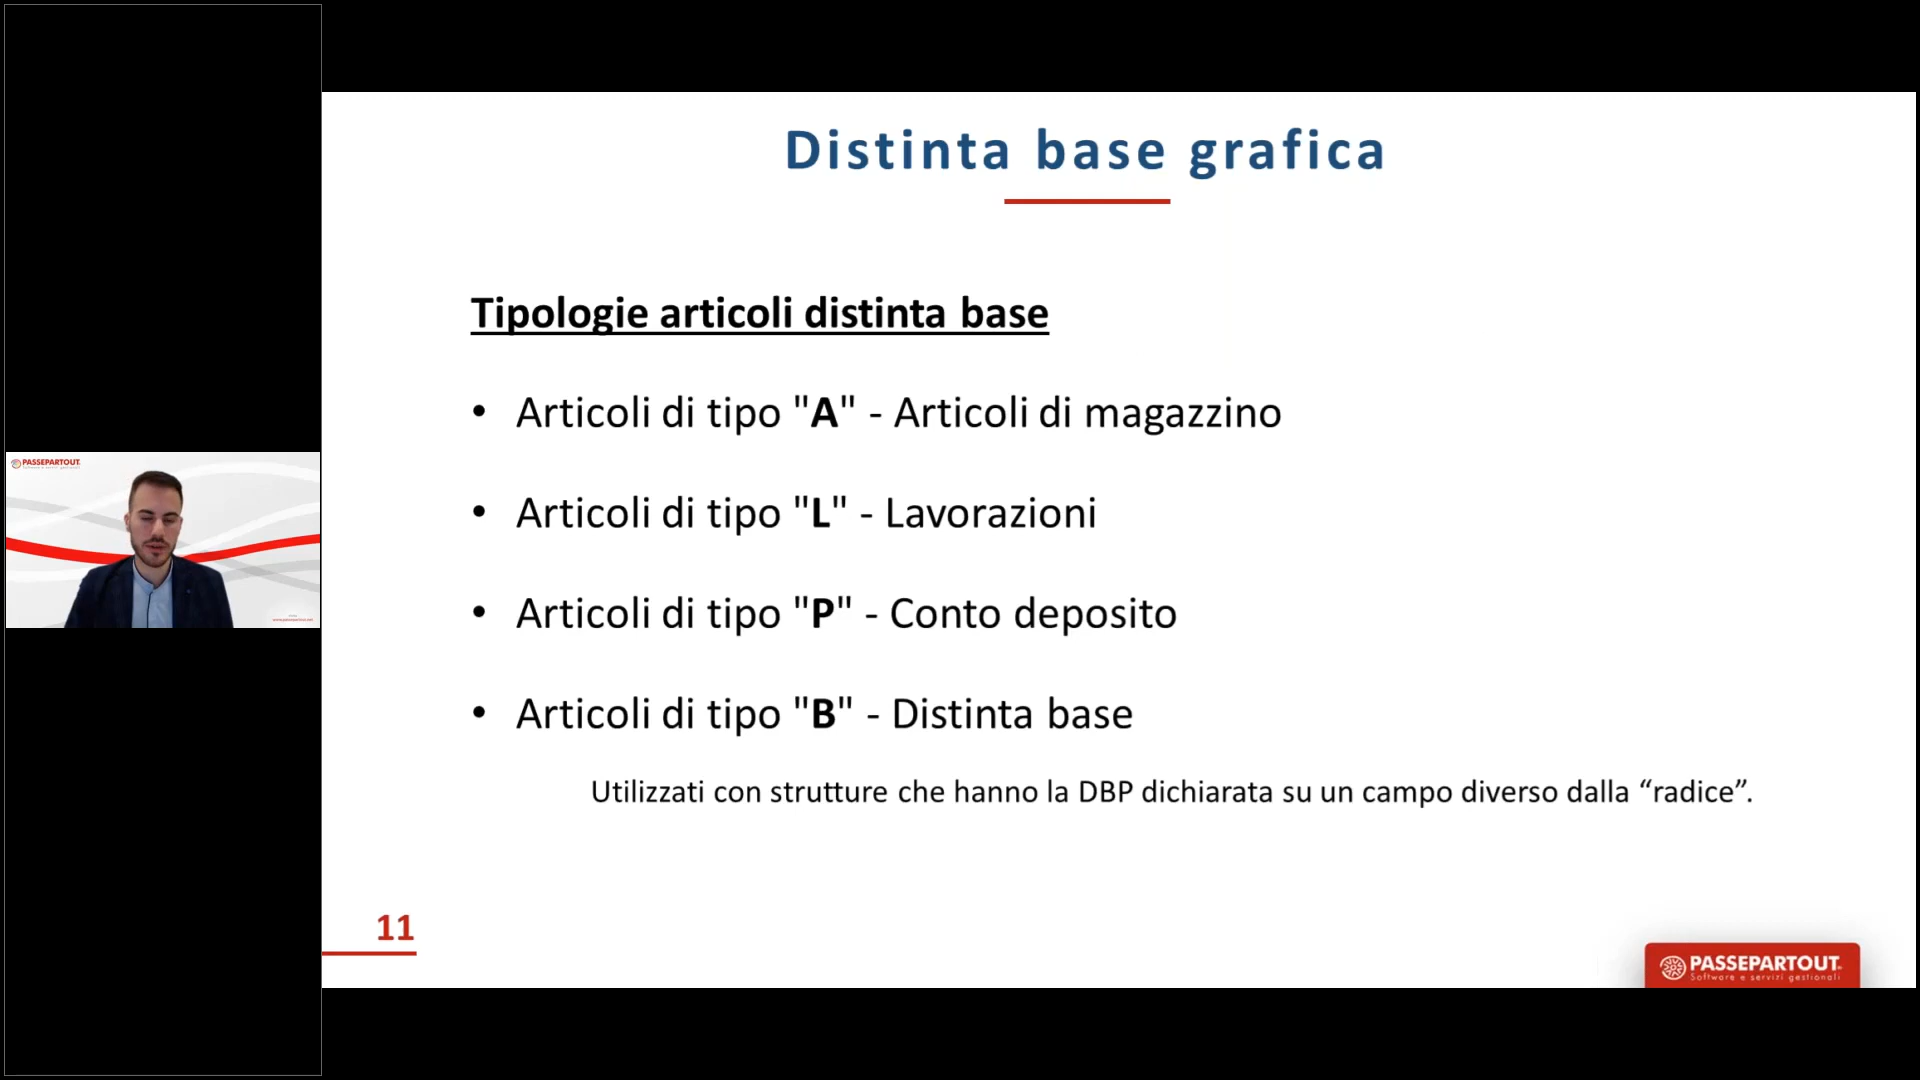 Distinta base grafica
Tipologie articoli distinta base
• Articoli di tipo "A" - Articoli di magazzino
• Articoli di tipo "L" - Lavorazioni
• Articoli di tipo "P" - Conto deposito
• Articoli di tipo "B" - Distinta base
Utilizzati con strutture che hanno la DBP dichiarata su un campo diverso dalla “radice”.
11
PASSEPARTOUT
Software e servizi gestionali
PASSEPARTOUT